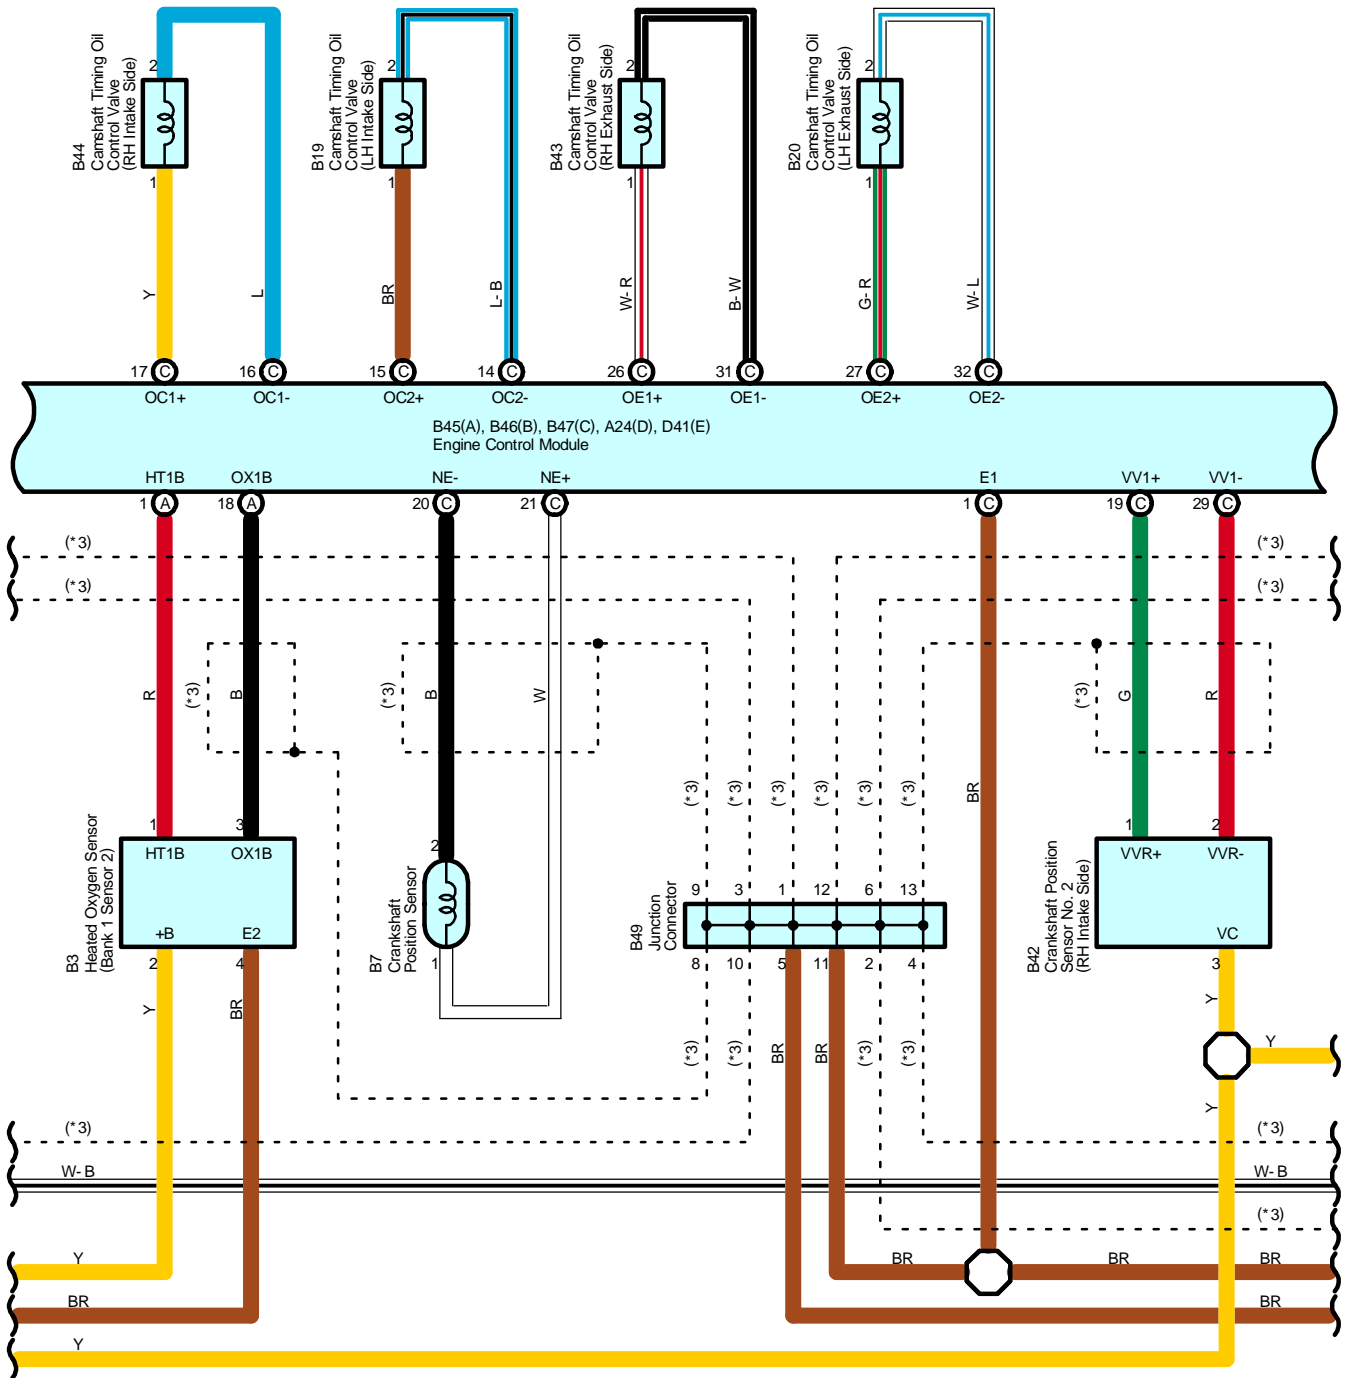 B44
Camshaft Timing Oil
Control Valve
(RH Intake Side)
2
1
Y
L
B19
Camshaft Timing Oil
Control Valve
(LH Intake Side)
2
1
BR
L- B
B43
Camshaft Timing Oil
Control Valve
(RH Exhaust Side)
2
1
W- R
B- W
B20
Camshaft Timing Oil
Control Valve
(LH Exhaust Side)
2
1
G- R
W- L
17 C
16 C
15 C
14 C
26 C
31 C
27 C
32 C
OC1+
OC1-
OC2+
OC2-
OE1+
OE1-
OE2+
OE2-
B45(A), B46(B), B47(C), A24(D), D41(E)
Engine Control Module
HT1B
OX1B
NE-
NE+
E1
VV1+
VV1-
1 A
18 A
20 C
21 C
1 C
19 C
29 C
(*3)
(*3)
(*3)
(*3)
R
(*3)
B
(*3)
B
W
(*3)
G
R
(*3)
(*3)
(*3)
(*3)
(*3)
(*3)
BR
B3
Heated Oxygen Sensor
(Bank 1 Sensor 2)
1
3
HT1B
OX1B
+B
E2
2
4
Y
BR
B7
Crankshaft
Position Sensor
2
1
B49
Junction
Connector
9
3
1
12
6
13
8
10
5
11
2
4
(*3)
(*3)
BR
BR
(*3)
(*3)
B42
Crankshaft Position
Sensor No. 2
(RH Intake Side)
1
2
VVR+
VVR-
VC
3
Y
Y
Y
(*3)
(*3)
W- B
W- B
(*3)
Y
BR
BR
BR
BR
BR
Y